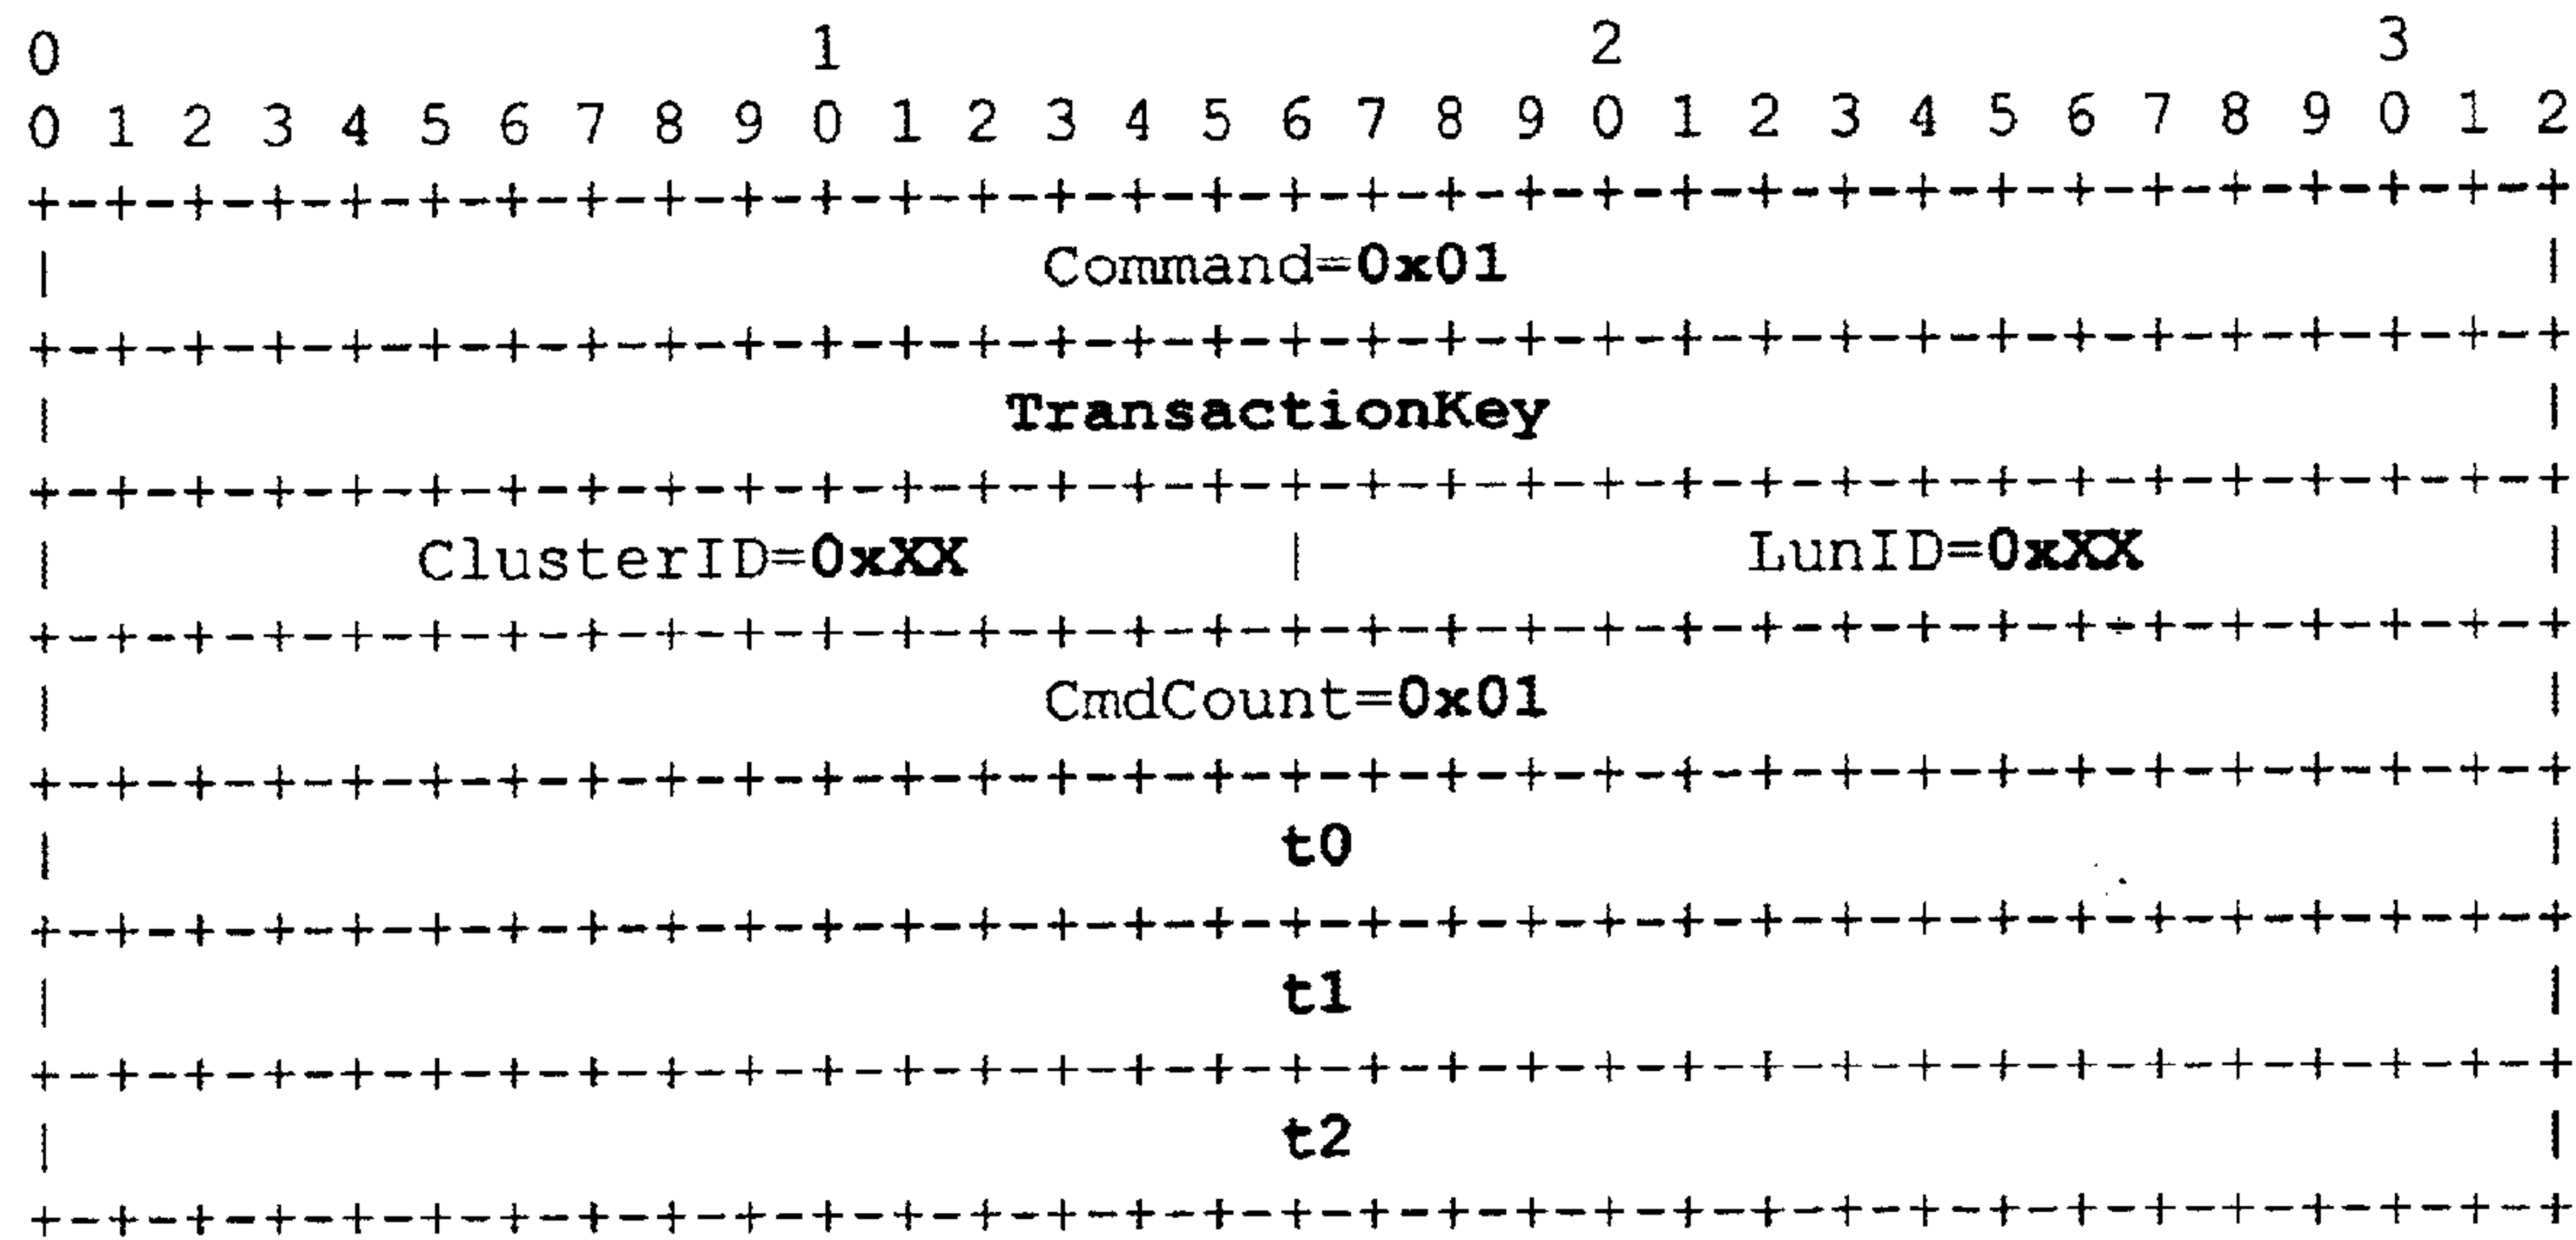 0 1 2 3
0 1 2 3 4 5 6 7 8 9 0 1 2 3 4 5 6 7 8 9 0 1 2 3 4 5 6 7 8 9 0 1 2
+-+-+-+-+-+-+-+-+-+-+-+-+-+-+-+-+-+-+-+-+-+-+-+-+-+-+-+-+-+-+-+-+
| Command=0x01 |
+-+-+-+-+-+-+-+-+-+-+-+-+-+-+-+-+-+-+-+-+-+-+-+-+-+-+-+-+-+-+-+-+
| TransactionKey |
+-+-+-+-+-+-+-+-+-+-+-+-+-+-+-+-+-+-+-+-+-+-+-+-+-+-+-+-+-+-+-+-+
| ClusterID=0xXX | LunID=0xXX |
+-+-+-+-+-+-+-+-+-+-+-+-+-+-+-+-+-+-+-+-+-+-+-+-+-+-+-+-+-+-+-+-+
| CmdCount=0x01 |
+-+-+-+-+-+-+-+-+-+-+-+-+-+-+-+-+-+-+-+-+-+-+-+-+-+-+-+-+-+-+-+-+
| t0 |
+-+-+-+-+-+-+-+-+-+-+-+-+-+-+-+-+-+-+-+-+-+-+-+-+-+-+-+-+-+-+-+-+
| t1 |
+-+-+-+-+-+-+-+-+-+-+-+-+-+-+-+-+-+-+-+-+-+-+-+-+-+-+-+-+-+-+-+-+
| t2 |
+-+-+-+-+-+-+-+-+-+-+-+-+-+-+-+-+-+-+-+-+-+-+-+-+-+-+-+-+-+-+-+-+